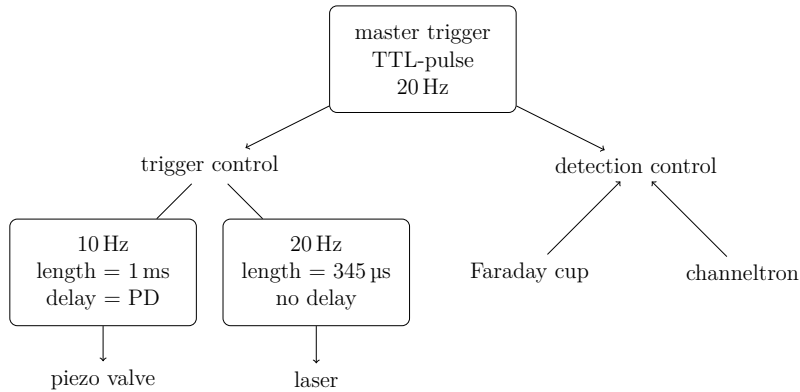 master trigger
TTL-pulse
20 Hz
trigger control
detection control
10 Hz
length = 1 ms
delay = PD
20 Hz
length = 345 µs
no delay
Faraday cup
channeltron
piezo valve
laser